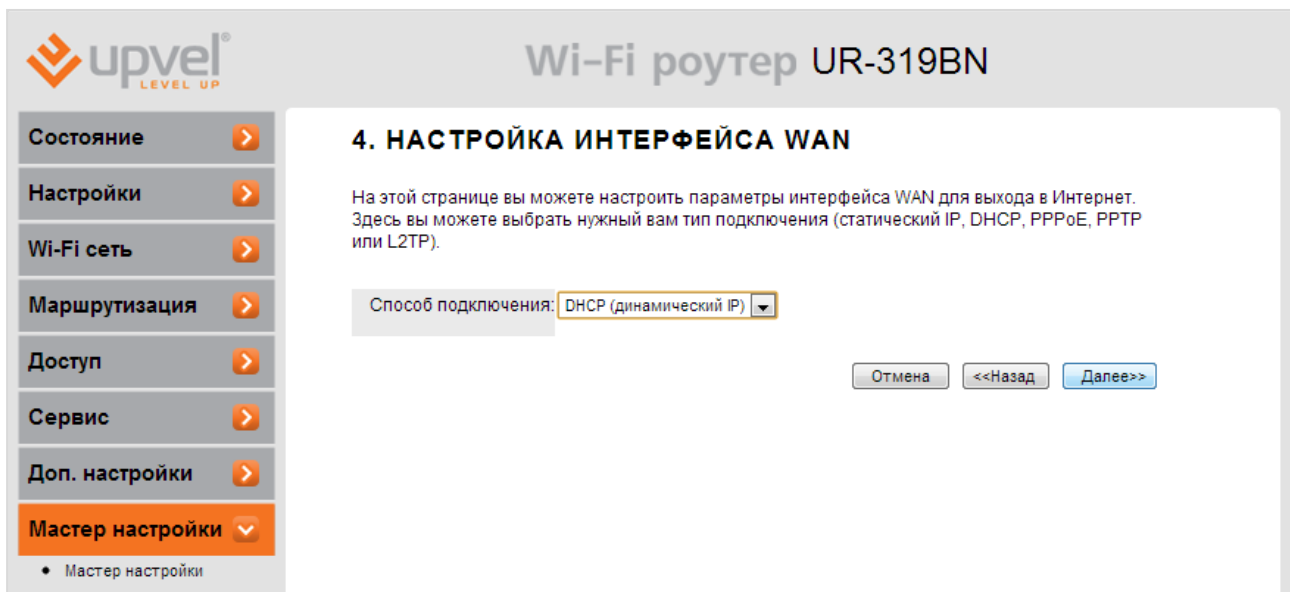 upvel®
LEVEL UP
Wi-Fi роутер UR-319BN
Состояние
Настройки
Wi-Fi сеть
Маршрутизация
Доступ
Сервис
Доп. настройки
Мастер настройки
• Мастер настройки
4. НАСТРОЙКА ИНТЕРФЕЙСА WAN
На этой странице вы можете настроить параметры интерфейса WAN для выхода в Интернет.
Здесь вы можете выбрать нужный вам тип подключения (статический IP, DHCP, PPPoE, PPTP
или L2TP).
Способ подключения: DHCP (динамический IP)
Отмена <<Назад Далее>>